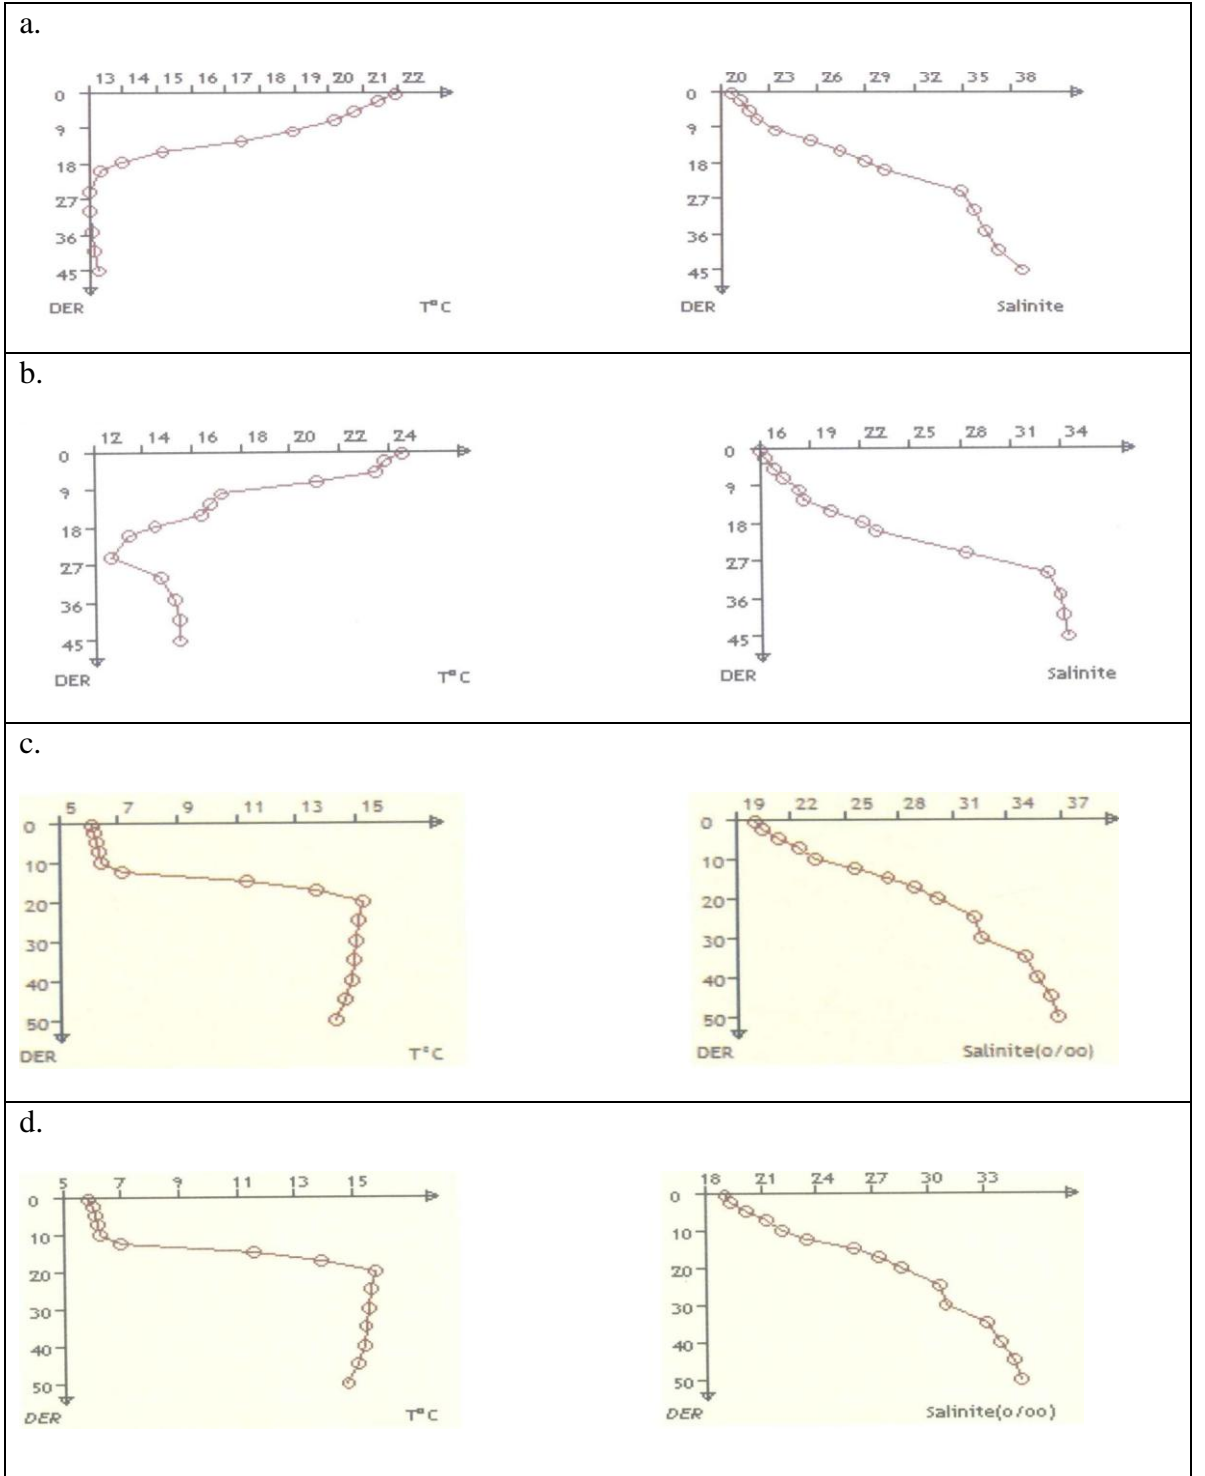 a.
13 14 15 16 17 18 19 20 21 22
0
9
18
27
36
45
DER
T°C
20 23 26 29 32 35 38
0
9
18
27
36
45
DER
Salinite
b.
12 14 16 18 20 22 24
0
9
18
27
36
45
DER
T°C
16 19 22 25 28 31 34
0
9
18
27
36
45
DER
Salinite
c.
5 7 9 11 13 15
0
10
20
30
40
50
DER
T°C
19 22 25 28 31 34 37
0
10
20
30
40
50
DER
Salinite(o/oo)
d.
5 7 9 11 13 15
0
10
20
30
40
50
DER
T°C
18 21 24 27 30 33
0
10
20
30
40
50
DER
Salinite(o/oo)